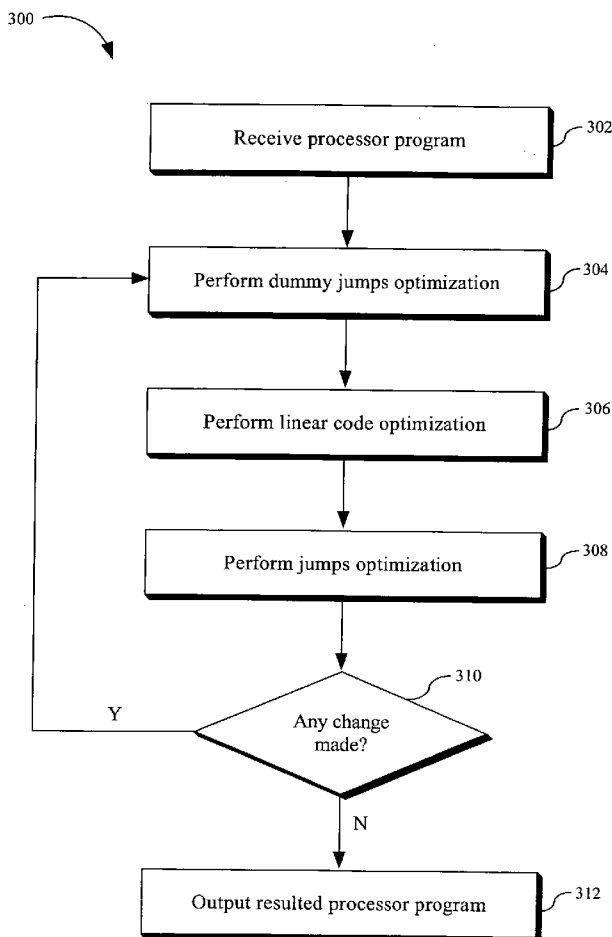 300
Receive processor program
302
Perform dummy jumps optimization
304
Perform linear code optimization
306
Perform jumps optimization
308
310
Any change
made?
Y
N
Output resulted processor program
312